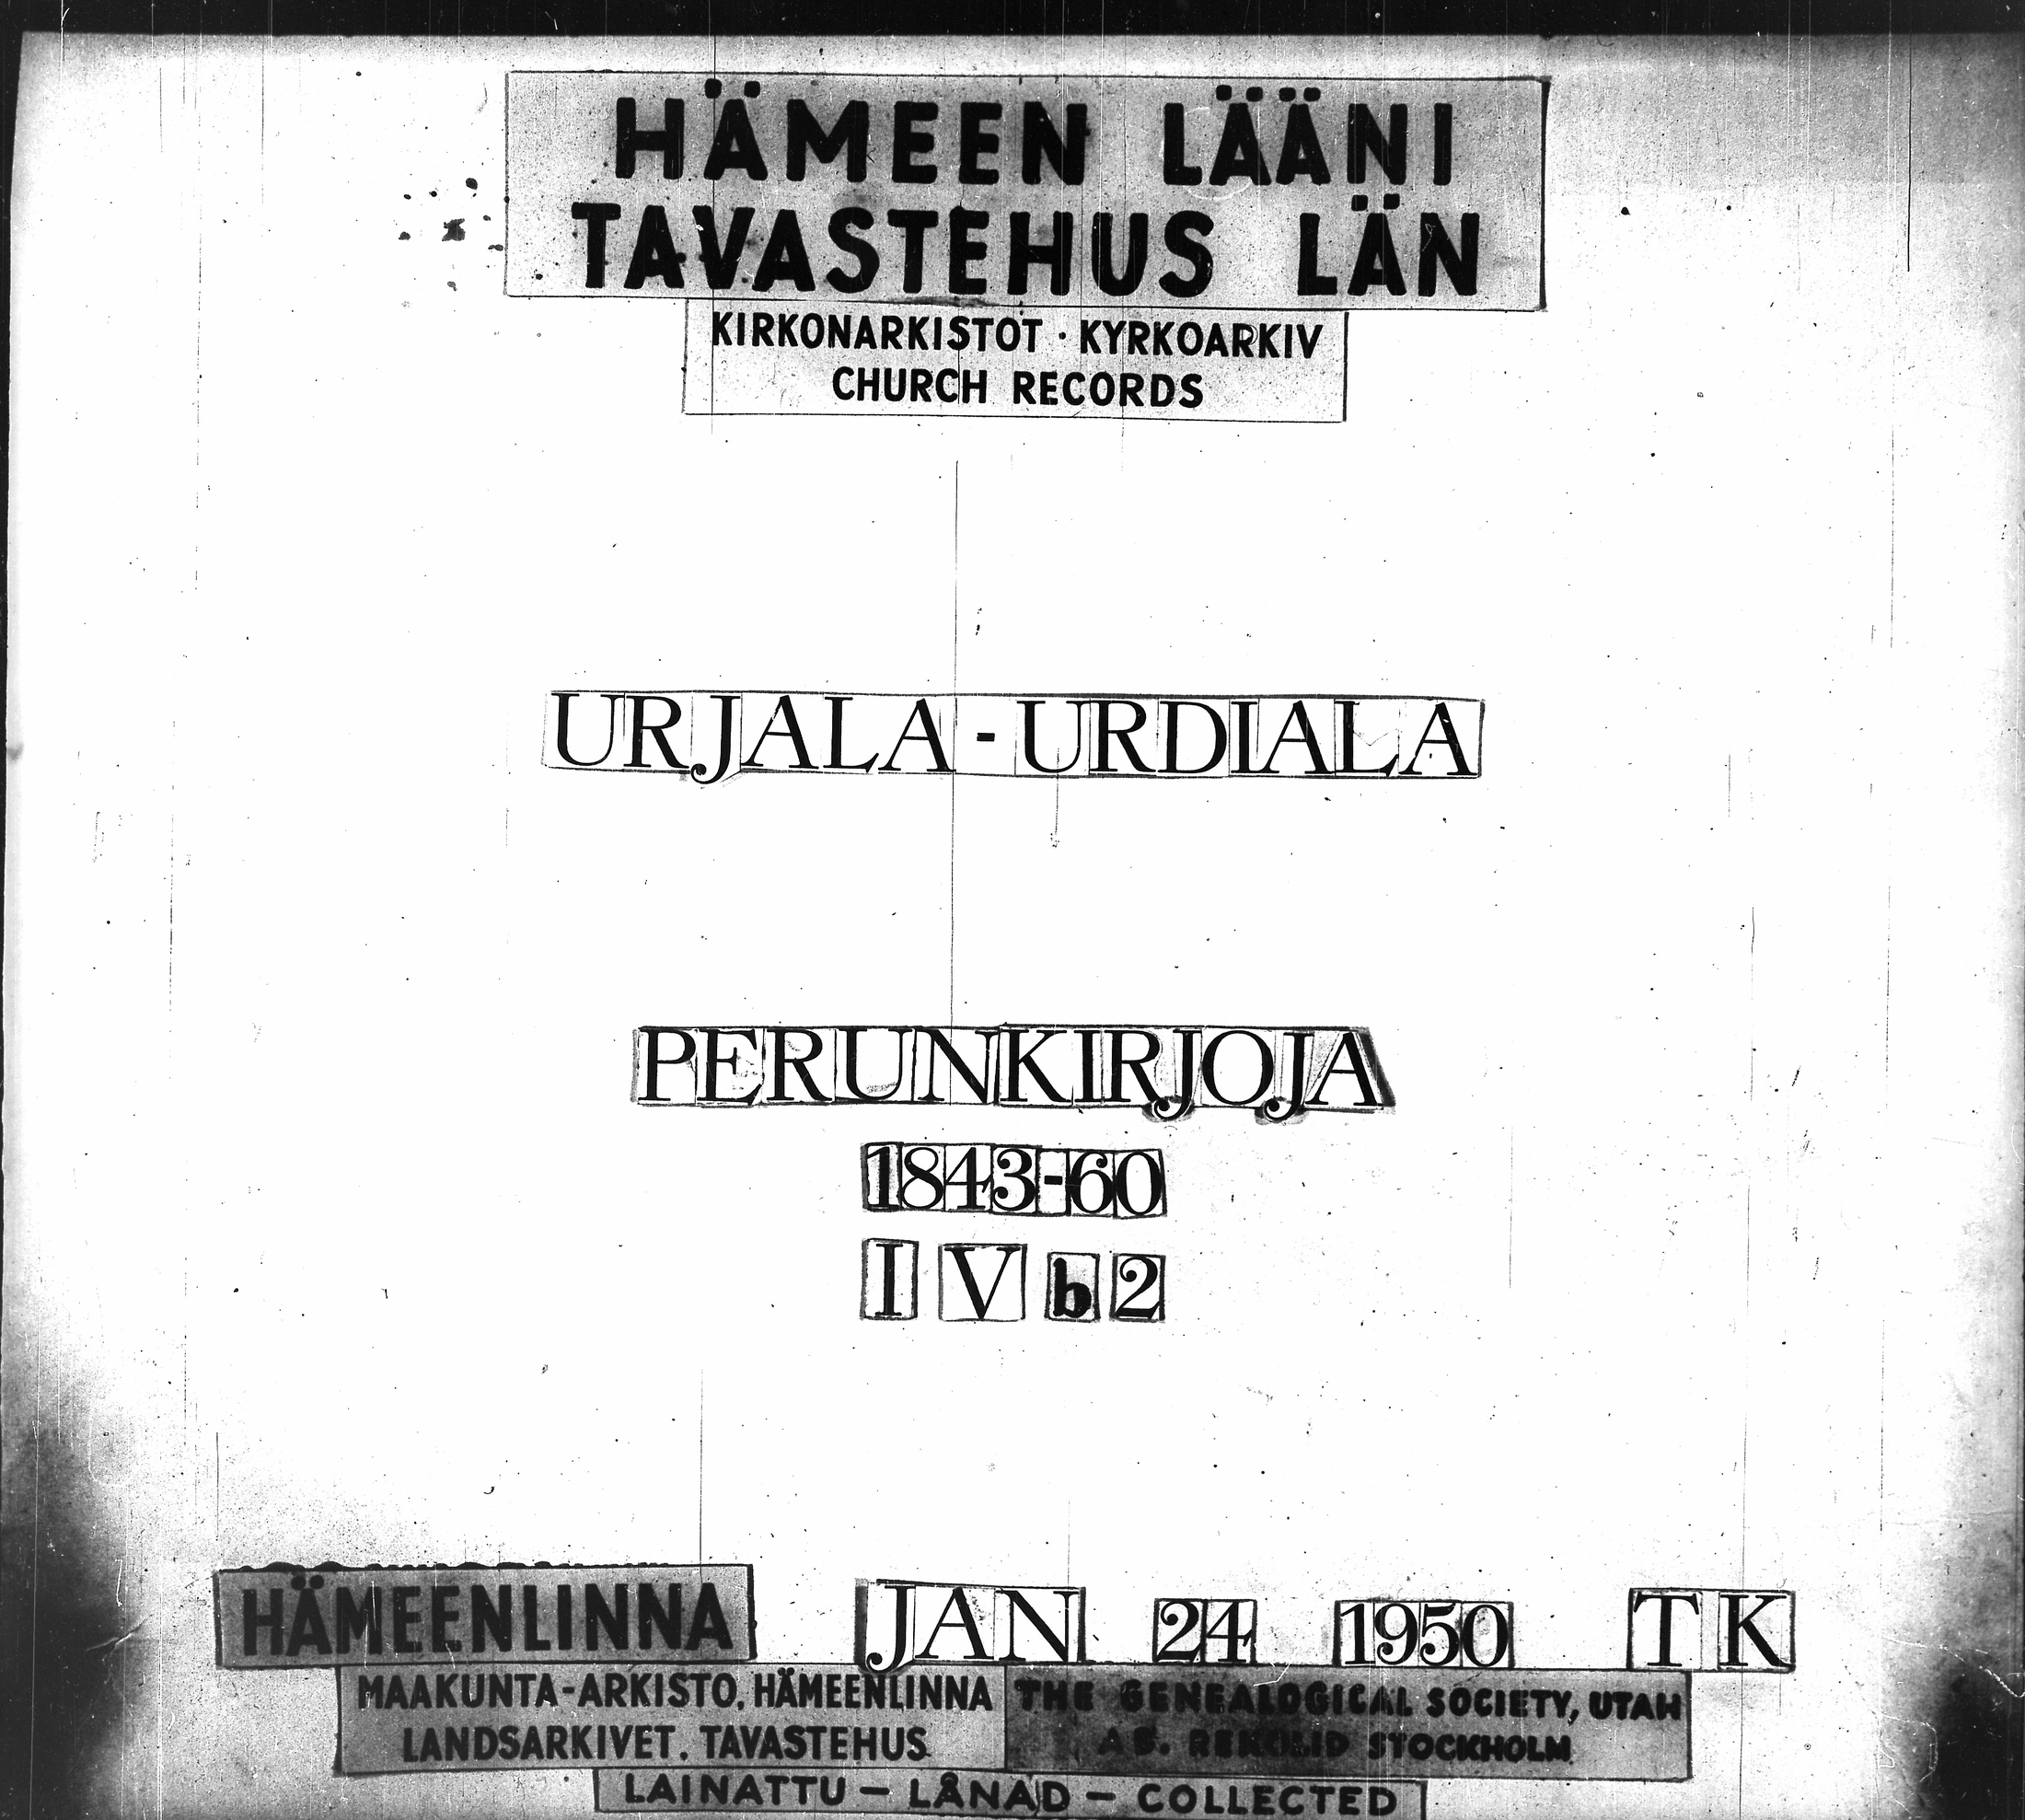 HÄMEEN LÄÄNI
TAVASTEHUS LÄN
KIRKONARKISTOT · KYRKOARKIV
CHURCH RECORDS
URJALA - URDIALA
PERUNKIRJOJA
1843-60
I V b 2
HÄMEENLINNA JAN 24 1950 TK
MAAKUNTA-ARKISTO, HÄMEENLINNA
LANDSARKIVET, TAVASTEHUS
THE GENEALOGICAL SOCIETY, UTAH
AB. REKOLID STOCKHOLM
LAINATTU — LÅNAD — COLLECTED